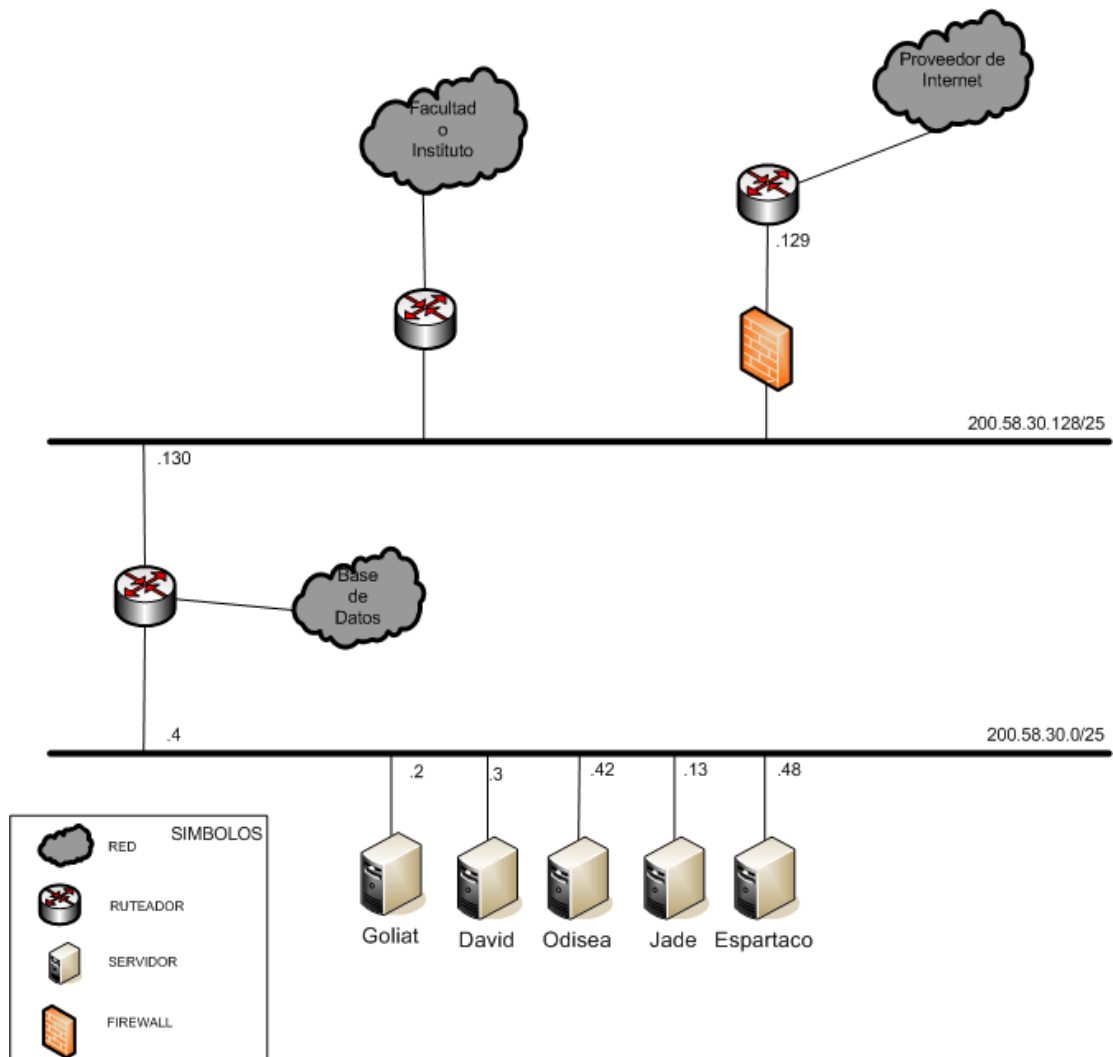 Proveedor de
Internet
Facultad
o
Instituto
.129
200.58.30.128/25
.130
Base
de
Datos
.4
200.58.30.0/25
.2
.3
.42
.13
.48
Goliat
David
Odisea
Jade
Espartaco
SIMBOLOS
RED
RUTEADOR
SERVIDOR
FIREWALL